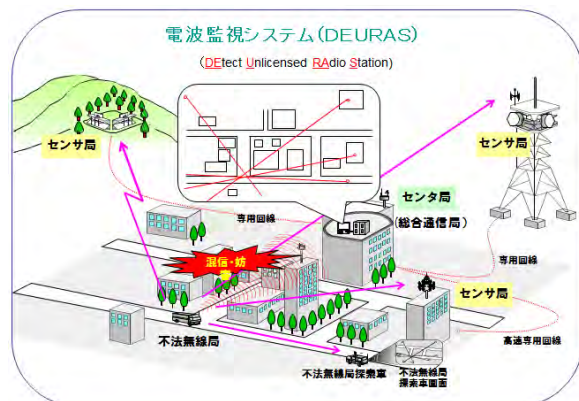 電波監視システム(DEURAS)
(DEtect Unlicensed RAdio Station)
センサ局
センサ局
センタ局
(総合通信局)
専用回線
混信・妨
害
専用回線
センサ局
不法無線局
高速専用回線
不法無線局探索車
不法無線局
探索車画面